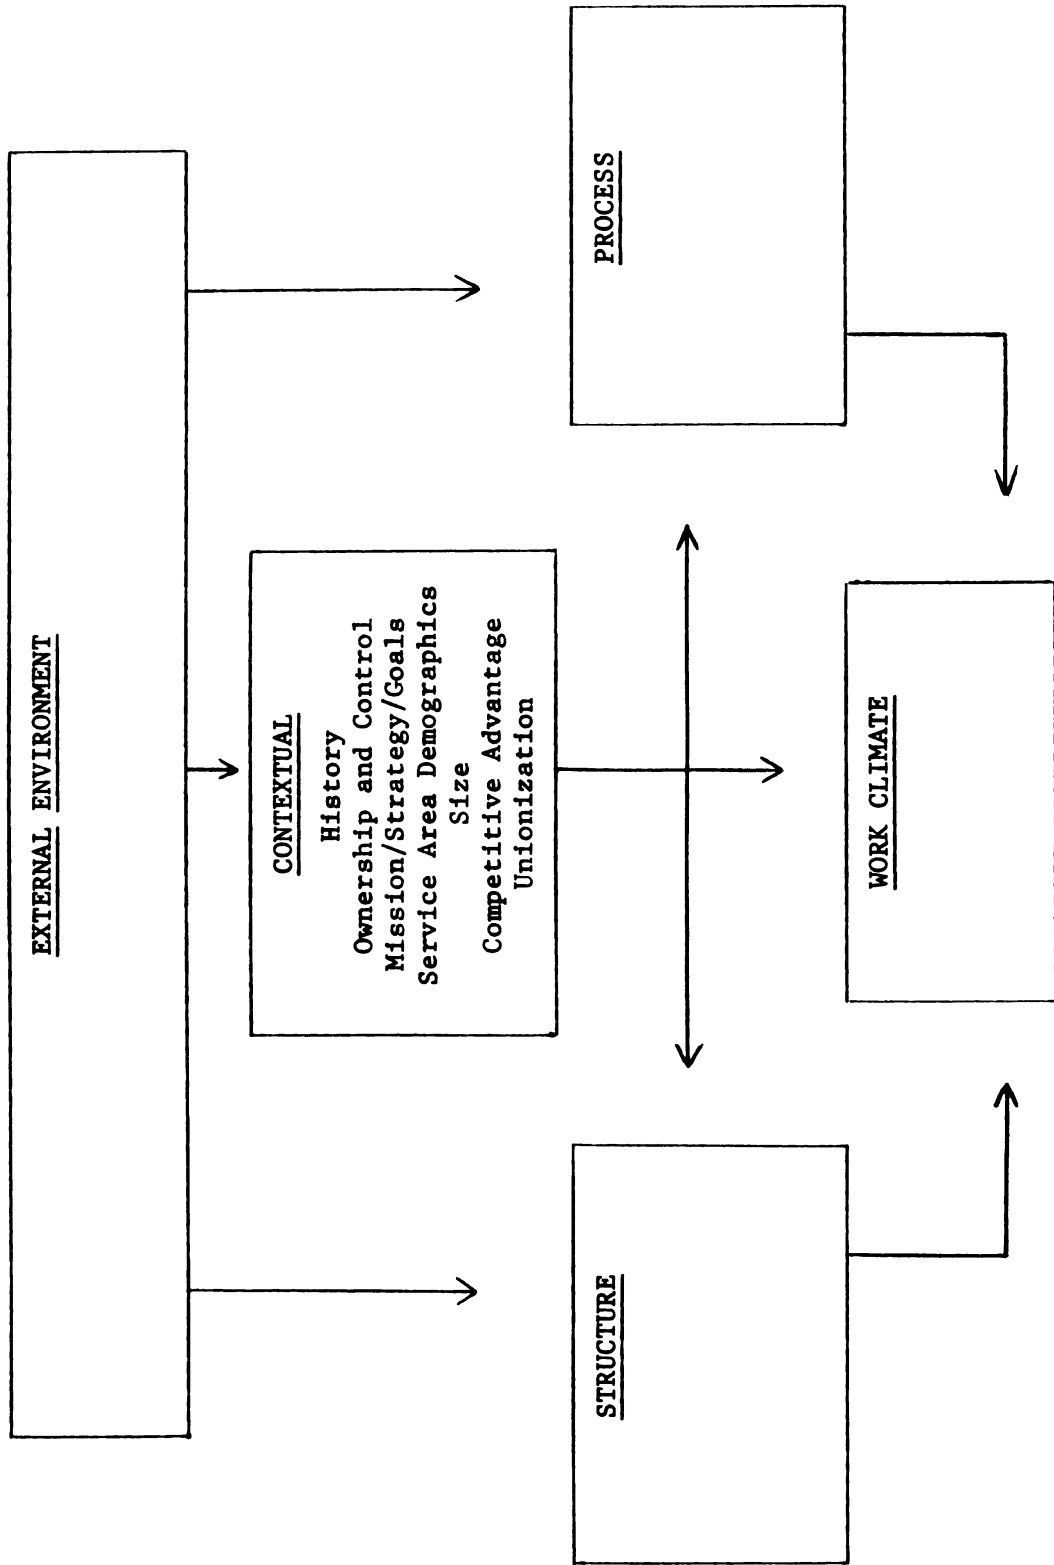 EXTERNAL ENVIRONMENT
CONTEXTUAL
History
Ownership and Control
Mission/Strategy/Goals
Service Area Demographics
Size
Competitive Advantage
Unionization
STRUCTURE
PROCESS
WORK CLIMATE